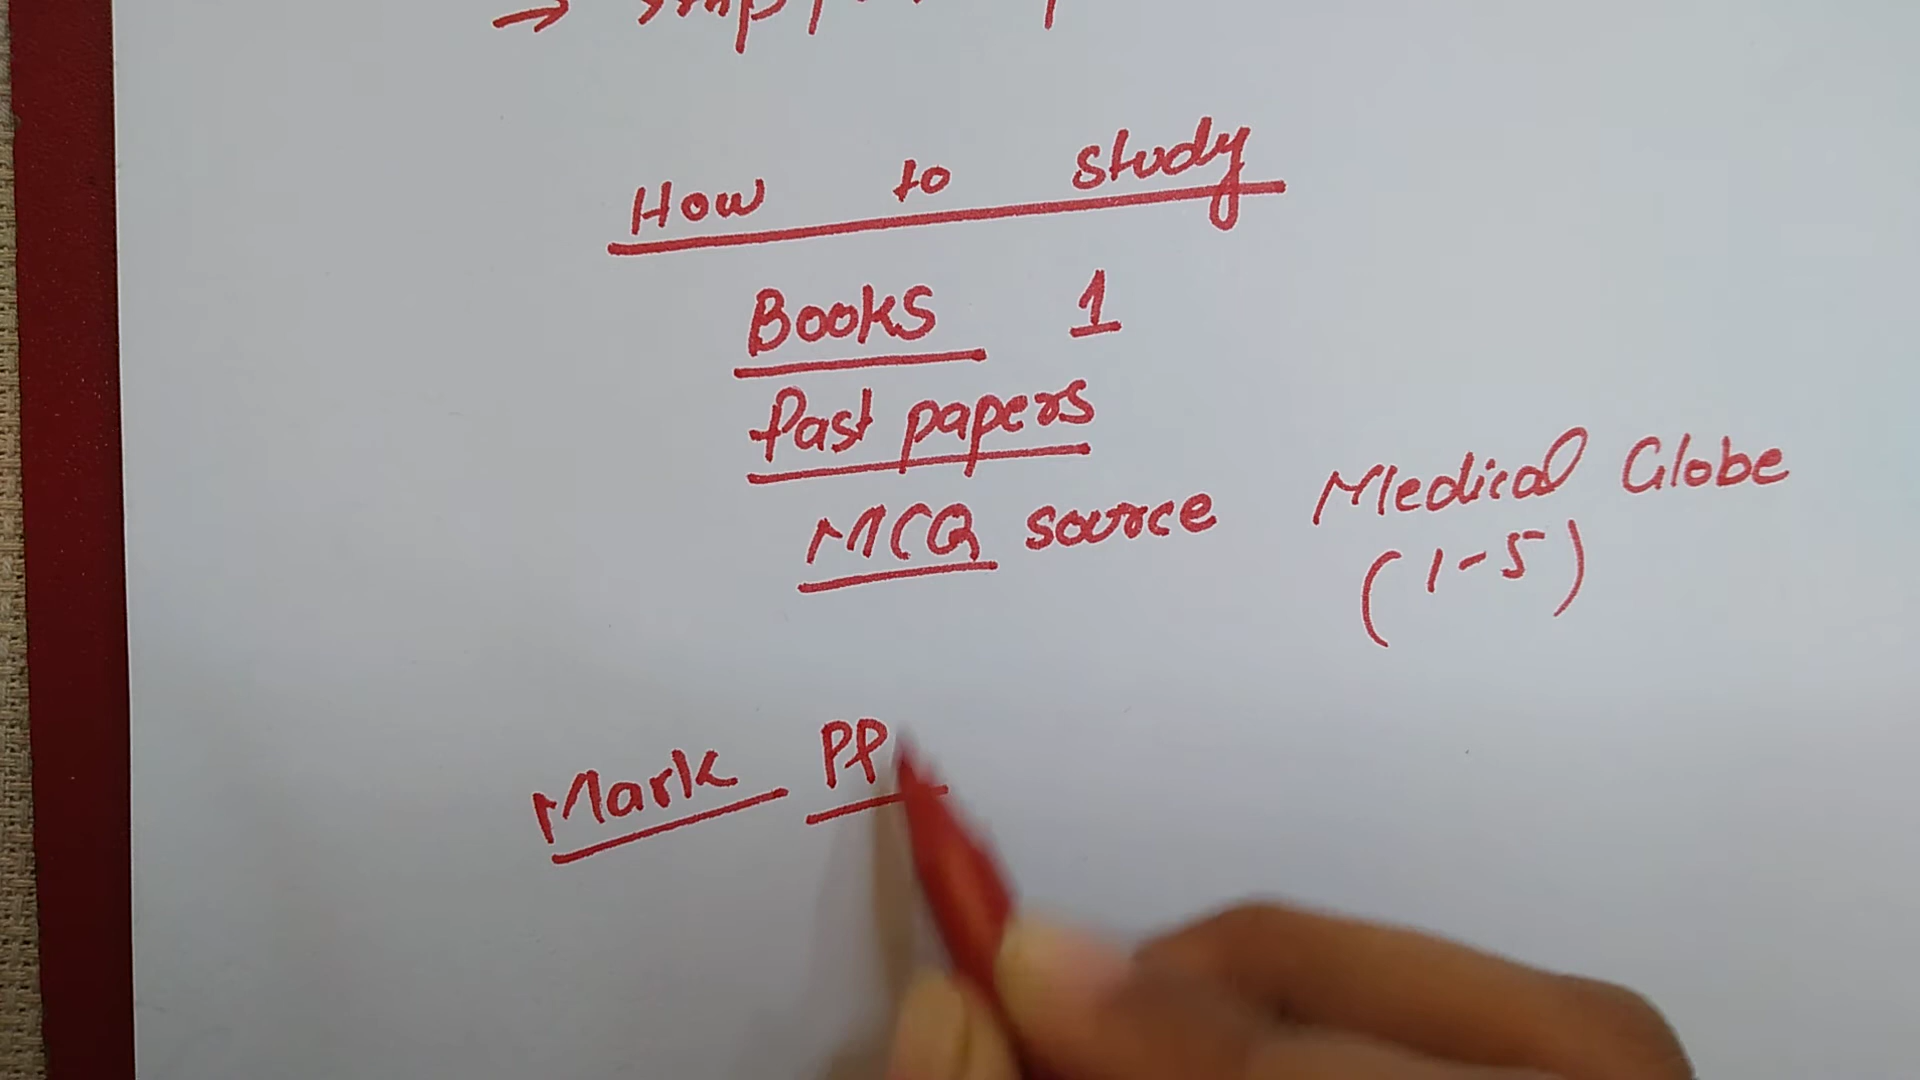 →
How to study
Books 1
Past papers
MCQ source Medical Globe
(1-5)
Mark PP